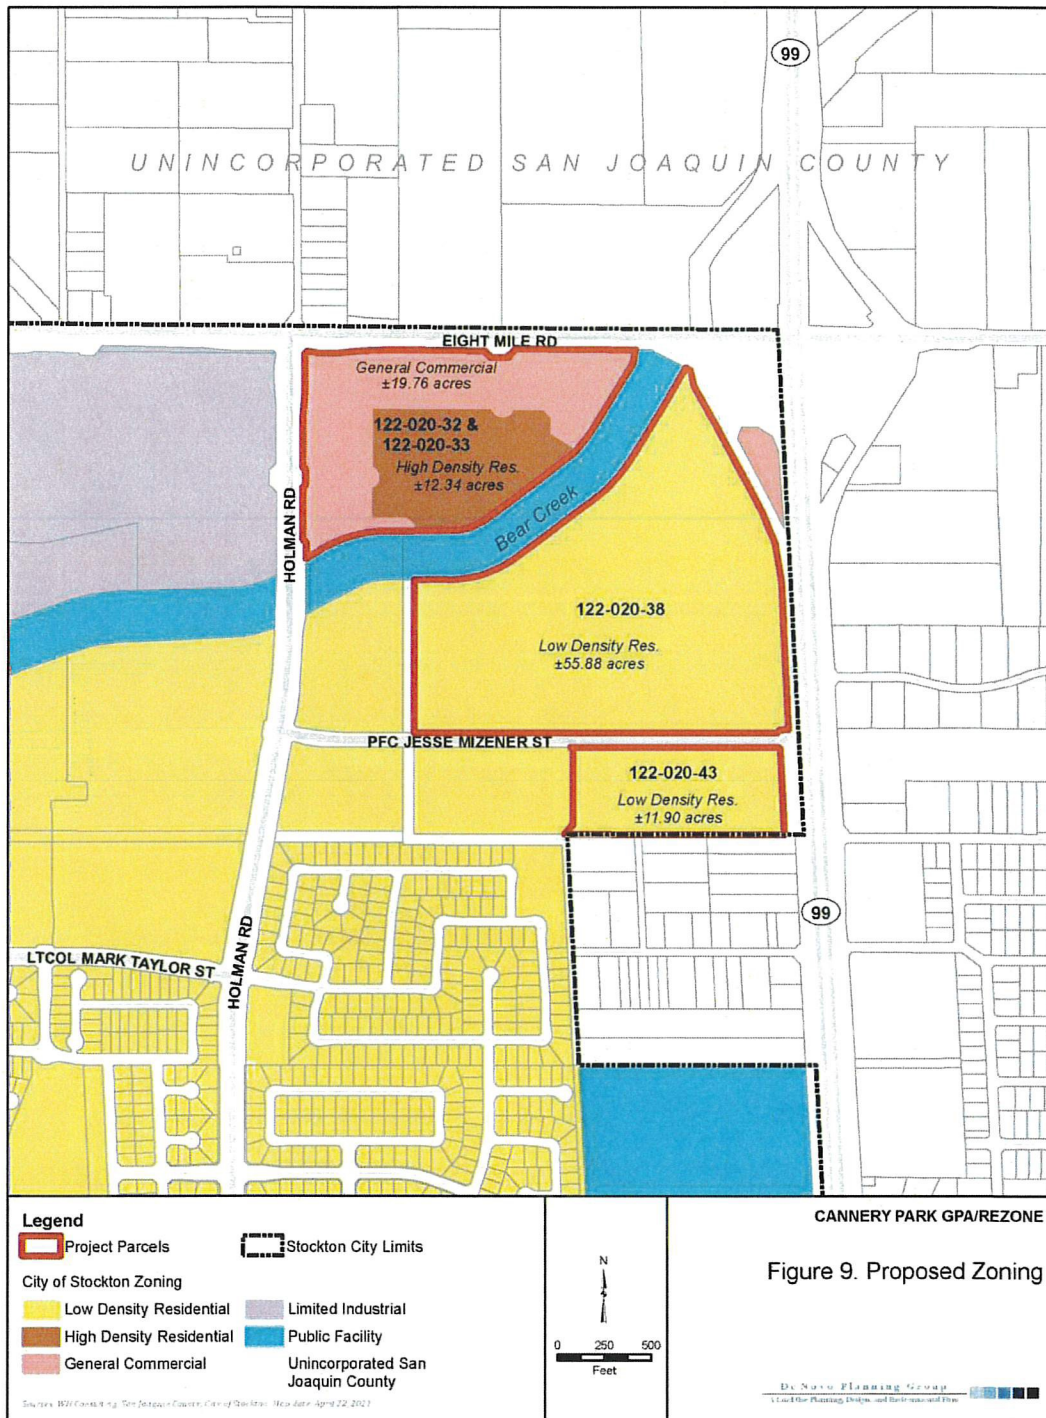 99
UNINCORPORATED SAN JOAQUIN COUNTY
EIGHT MILE RD
General Commercial
±19.76 acres
122-020-32 &
122-020-33
High Density Res.
±12.34 acres
HOLMAN RD
Bear Creek
122-020-38
Low Density Res.
±55.88 acres
PFC JESSE MIZENER ST
122-020-43
Low Density Res.
±11.90 acres
99
LTCOL MARK TAYLOR ST
HOLMAN RD
Legend
Project Parcels
Stockton City Limits
City of Stockton Zoning
Low Density Residential
Limited Industrial
High Density Residential
Public Facility
General Commercial
Unincorporated San
Joaquin County
N
0 250 500
Feet
CANNERY PARK GPA/REZONE
Figure 9. Proposed Zoning
De Novo Planning Group